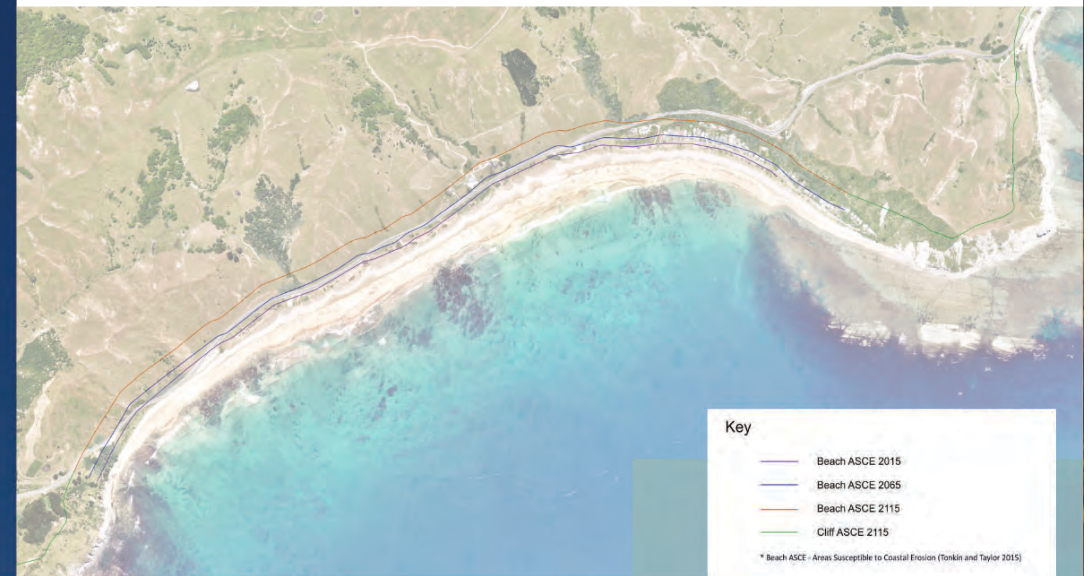 Key
Beach ASCE 2015
Beach ASCE 2065
Beach ASCE 2115
Cliff ASCE 2115
* Beach ASCE - Areas Susceptible to Coastal Erosion (Tonkin and Taylor 2015)